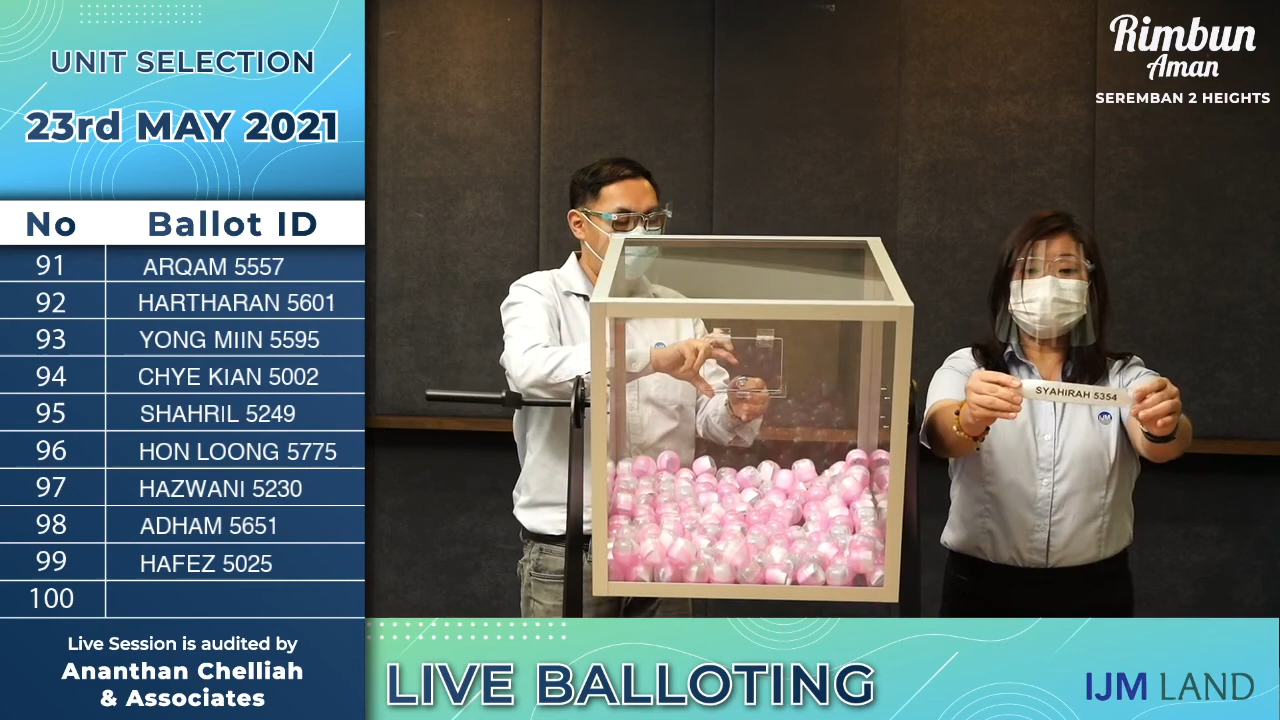 UNIT SELECTION
23rd MAY 2021
No Ballot ID
91 ARQAM 5557
92 HARTHARAN 5601
93 YONG MIIN 5595
94 CHYE KIAN 5002
95 SHAHRIL 5249
96 HON LOONG 5775
97 HAZWANI 5230
98 ADHAM 5651
99 HAFEZ 5025
100
Live Session is audited by
Ananthan Chelliah
& Associates
Rimbun
Aman
SEREMBAN 2 HEIGHTS
SYAHIRAH 5354
IJM
LIVE BALLOTING
IJM LAND